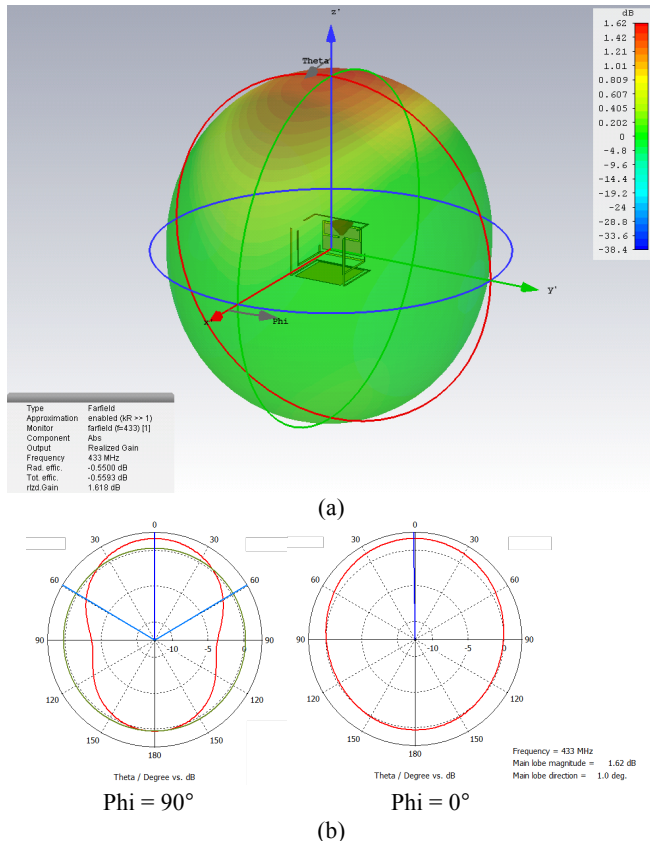 z'
dB
1.62
1.42
1.21
1.01
0.809
0.607
0.405
0.202
0
-4.8
-9.6
-14.4
-19.2
-24
-28.8
-33.6
-38.4
Theta
y'
x'
Phi
Type Farfield
Approximation enabled (kR >> 1)
Monitor farfield (f=433) [1]
Component Abs
Output Realized Gain
Frequency 433 MHz
Rad. effic. -0.5500 dB
Tot. effic. -0.5593 dB
rlzd.Gain 1.618 dB
(a)
0
30 30
60 60
90 -10 -5 0 90
120 120
150 150
180
Theta / Degree vs. dB
Phi = 90°
0
30 30
60 60
90 -10 -5 0 90
120 120
150 150
180
Theta / Degree vs. dB
Phi = 0°
Frequency = 433 MHz
Main lobe magnitude = 1.62 dB
Main lobe direction = 1.0 deg.
(b)